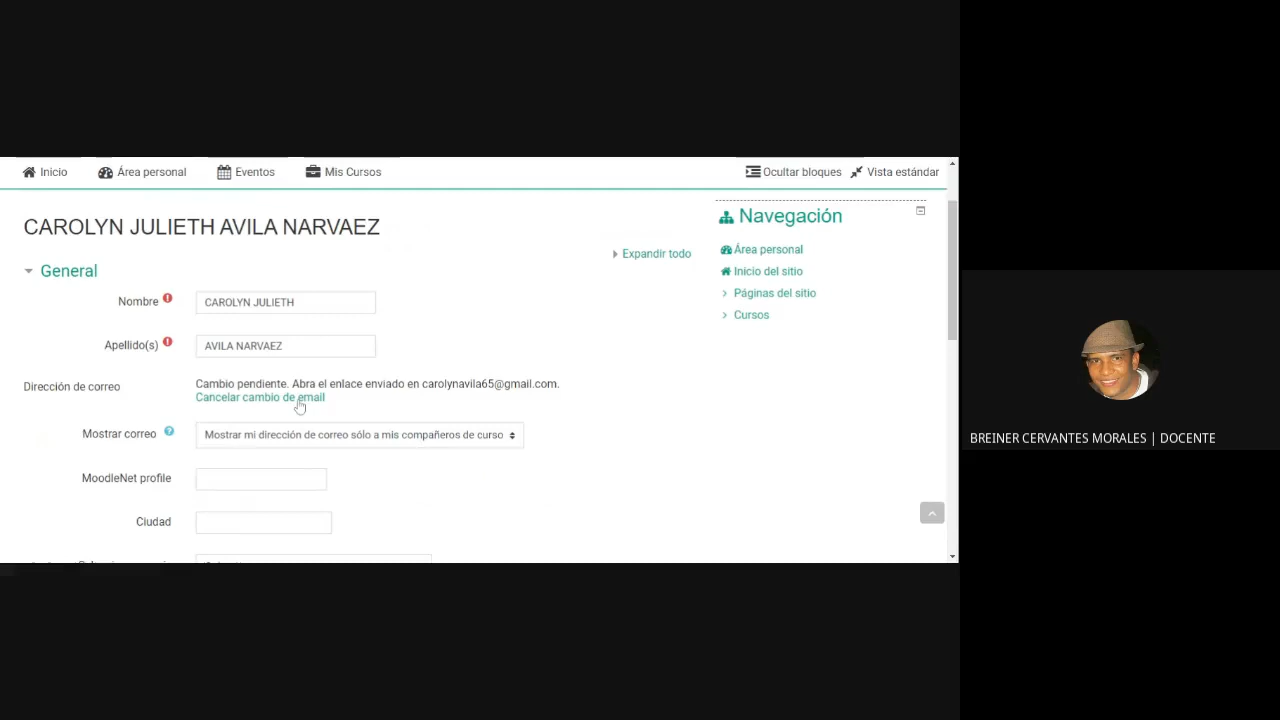 Inicio
Área personal
Eventos
Mis Cursos
Ocultar bloques
Vista estándar
CAROLYN JULIETH AVILA NARVAEZ
Expandir todo
General
Nombre
CAROLYN JULIETH
Apellido(s)
AVILA NARVAEZ
Dirección de correo
Cambio pendiente. Abra el enlace enviado en carolynavila65@gmail.com.
Cancelar cambio de email
Mostrar correo
Mostrar mi dirección de correo sólo a mis compañeros de curso
MoodleNet profile
Ciudad
Navegación
Área personal
Inicio del sitio
Páginas del sitio
Cursos
BREINER CERVANTES MORALES | DOCENTE